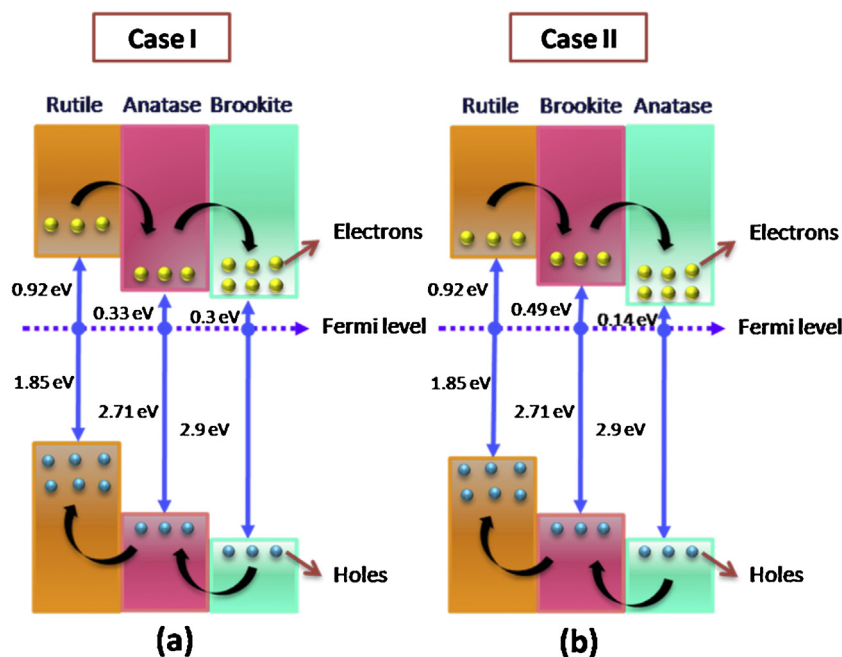 Case I
Case II
Rutile Anatase Brookite
Rutile Brookite Anatase
Electrons
Electrons
0.92 eV
0.33 eV
0.3 eV
Fermi level
0.92 eV
0.49 eV
0.14 eV
Fermi level
1.85 eV
2.71 eV
2.9 eV
1.85 eV
2.71 eV
2.9 eV
Holes
Holes
(a)
(b)